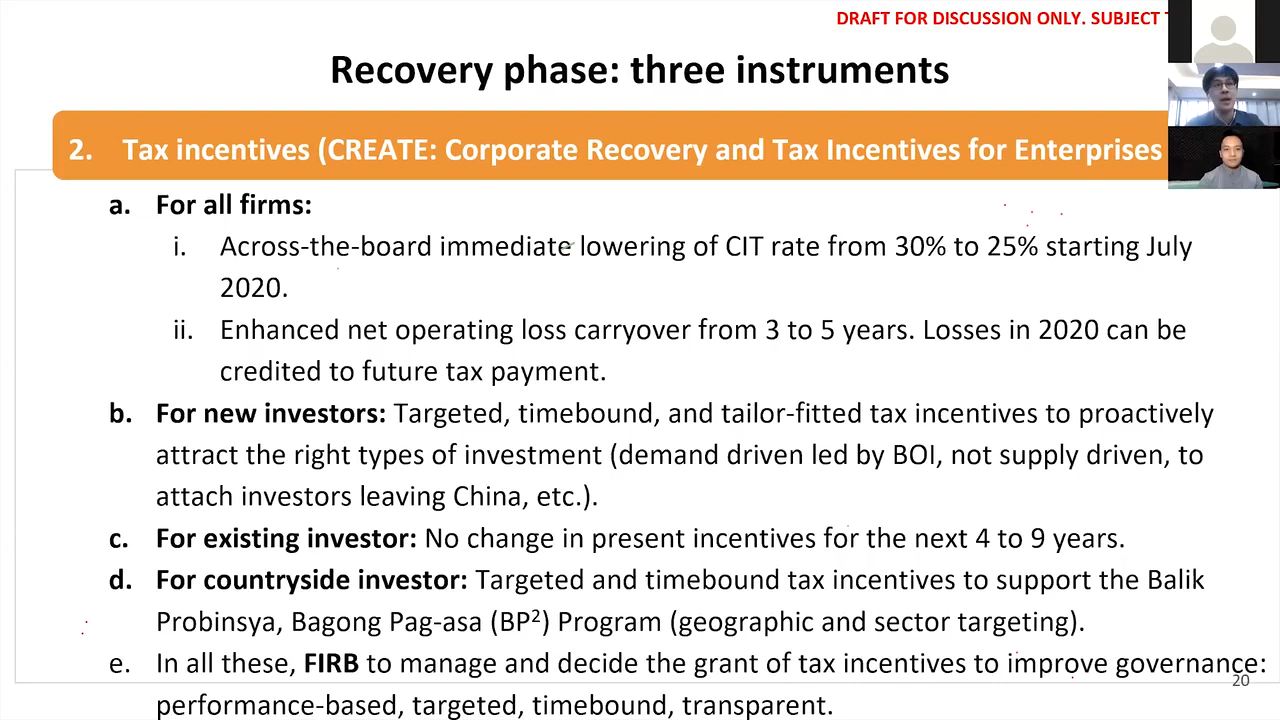 DRAFT FOR DISCUSSION ONLY. SUBJECT
Recovery phase: three instruments
2. Tax incentives (CREATE: Corporate Recovery and Tax Incentives for Enterprises
a. For all firms:
i. Across-the-board immediate lowering of CIT rate from 30% to 25% starting July
2020.
ii. Enhanced net operating loss carryover from 3 to 5 years. Losses in 2020 can be
credited to future tax payment.
b. For new investors: Targeted, timebound, and tailor-fitted tax incentives to proactively
attract the right types of investment (demand driven led by BOI, not supply driven, to
attach investors leaving China, etc.).
c. For existing investor: No change in present incentives for the next 4 to 9 years.
d. For countryside investor: Targeted and timebound tax incentives to support the Balik
Probinsya, Bagong Pag-asa (BP²) Program (geographic and sector targeting).
e. In all these, FIRB to manage and decide the grant of tax incentives to improve governance:
20
performance-based, targeted, timebound, transparent.